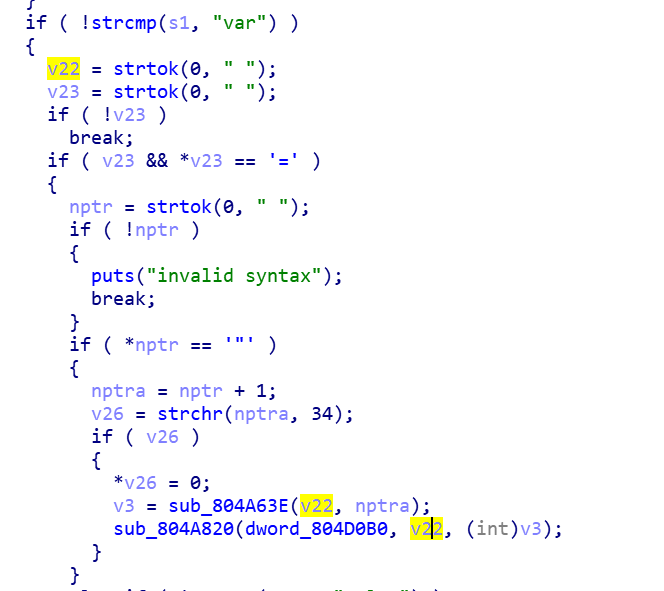 }
if ( !strcmp(s1, "var") )
{
v22 = strtok(0, " ");
v23 = strtok(0, " ");
if ( !v23 )
break;
if ( v23 && *v23 == '=' )
{
nptr = strtok(0, " ");
if ( !nptr )
{
puts("invalid syntax");
break;
}
if ( *nptr == '"' )
{
nptra = nptr + 1;
v26 = strchr(nptra, 34);
if ( v26 )
{
*v26 = 0;
v3 = sub_804A63E(v22, nptra);
sub_804A820(dword_804D0B0, v22, (int)v3);
}
}